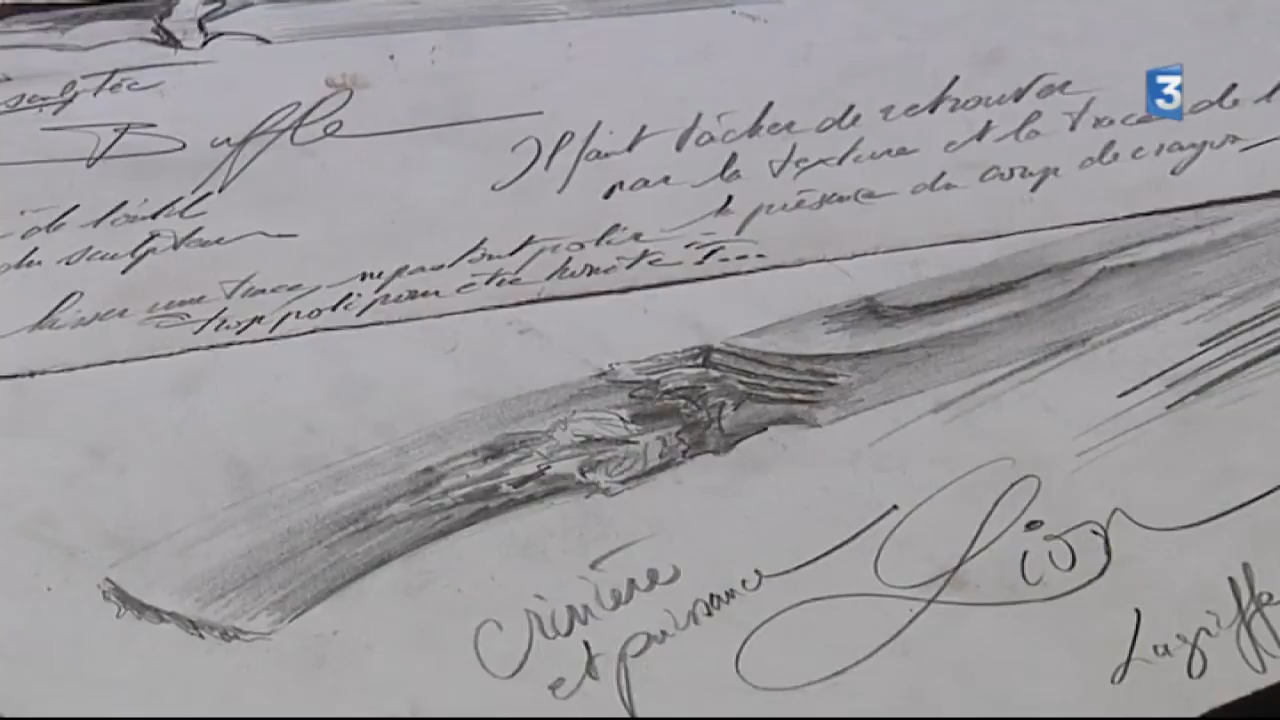 sculptée
Buffle
Il faut tâcher de retrouver
par la texture et la trace de l
la présence du coup de crayon
de l'outil
du sculpteur
laisser une trace, ne pas tout polir
trop poli pour être honnête !...
crinière
et puissance
Lion
La griffe
3